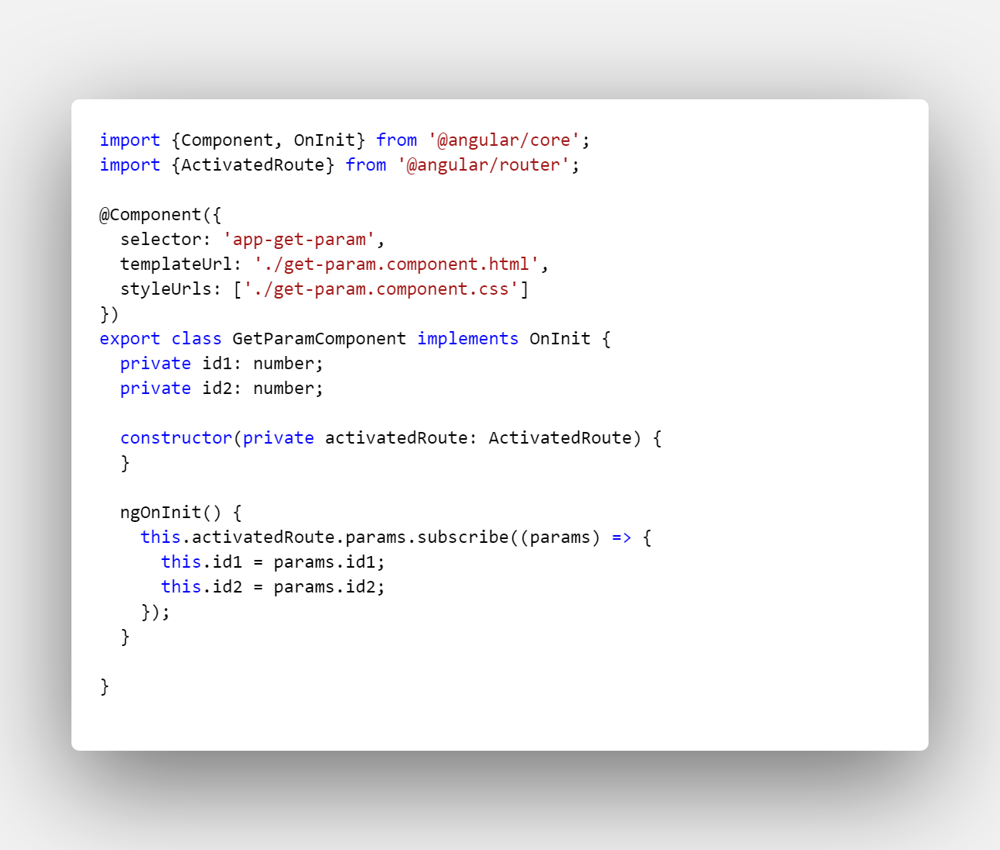 import {Component, OnInit} from '@angular/core';
import {ActivatedRoute} from '@angular/router';

@Component({
  selector: 'app-get-param',
  templateUrl: './get-param.component.html',
  styleUrls: ['./get-param.component.css']
})
export class GetParamComponent implements OnInit {
  private id1: number;
  private id2: number;

  constructor(private activatedRoute: ActivatedRoute) {
  }

  ngOnInit() {
    this.activatedRoute.params.subscribe((params) => {
      this.id1 = params.id1;
      this.id2 = params.id2;
    });
  }

}